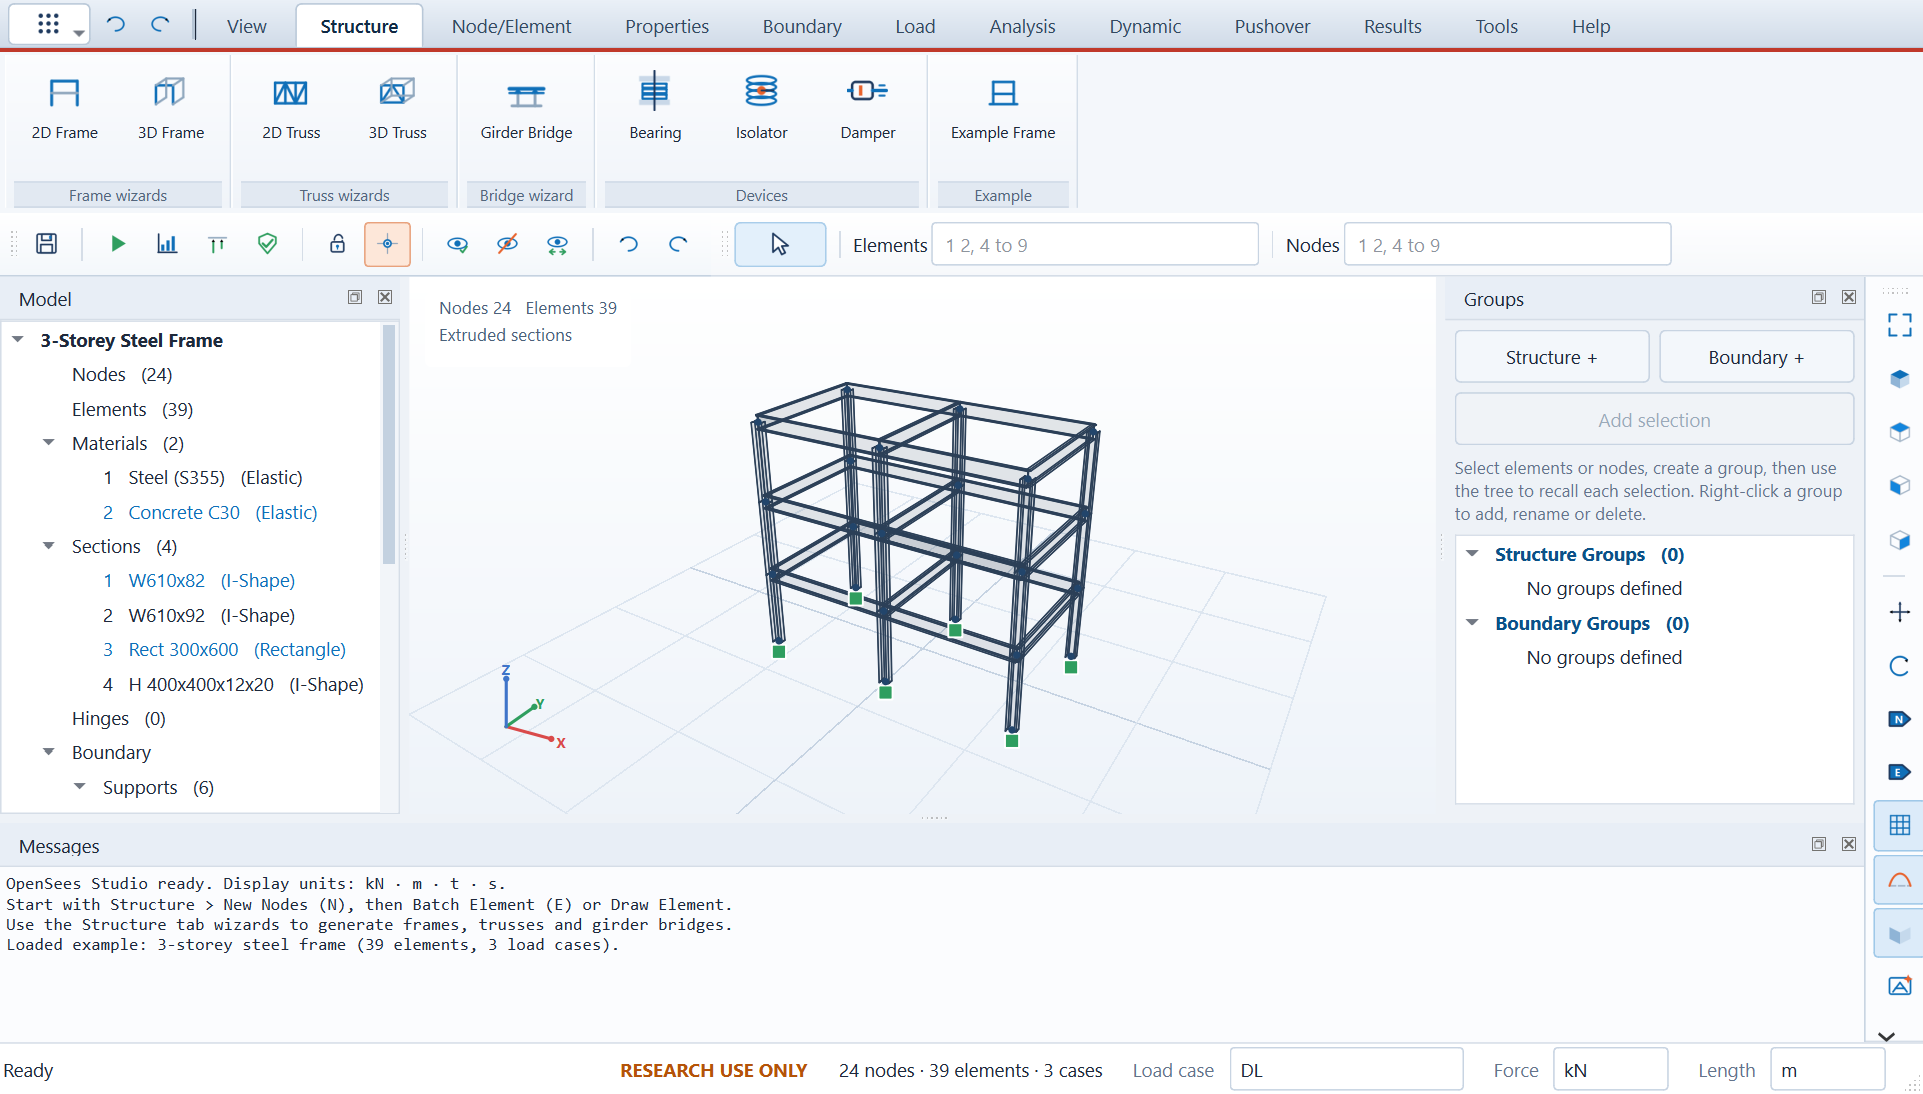 View Structure Node/Element Properties Boundary Load Analysis Dynamic Pushover Results Tools Help
2D Frame 3D Frame 2D Truss 3D Truss Girder Bridge Bearing Isolator Damper Example Frame
Frame wizards Truss wizards Bridge wizard Devices Example
Elements 1 2, 4 to 9 Nodes 1 2, 4 to 9
Model
3-Storey Steel Frame
Nodes (24)
Elements (39)
Materials (2)
1 Steel (S355) (Elastic)
2 Concrete C30 (Elastic)
Sections (4)
1 W610x82 (I-Shape)
2 W610x92 (I-Shape)
3 Rect 300x600 (Rectangle)
4 H 400x400x12x20 (I-Shape)
Hinges (0)
Boundary
Supports (6)
Nodes 24 Elements 39
Extruded sections
Z
Y
X
Groups
Structure + Boundary +
Add selection
Select elements or nodes, create a group, then use
the tree to recall each selection. Right-click a group
to add, rename or delete.
Structure Groups (0)
No groups defined
Boundary Groups (0)
No groups defined
N
E
Messages
OpenSees Studio ready. Display units: kN · m · t · s.
Start with Structure > New Nodes (N), then Batch Element (E) or Draw Element.
Use the Structure tab wizards to generate frames, trusses and girder bridges.
Loaded example: 3-storey steel frame (39 elements, 3 load cases).
Ready RESEARCH USE ONLY 24 nodes · 39 elements · 3 cases Load case DL Force kN Length m